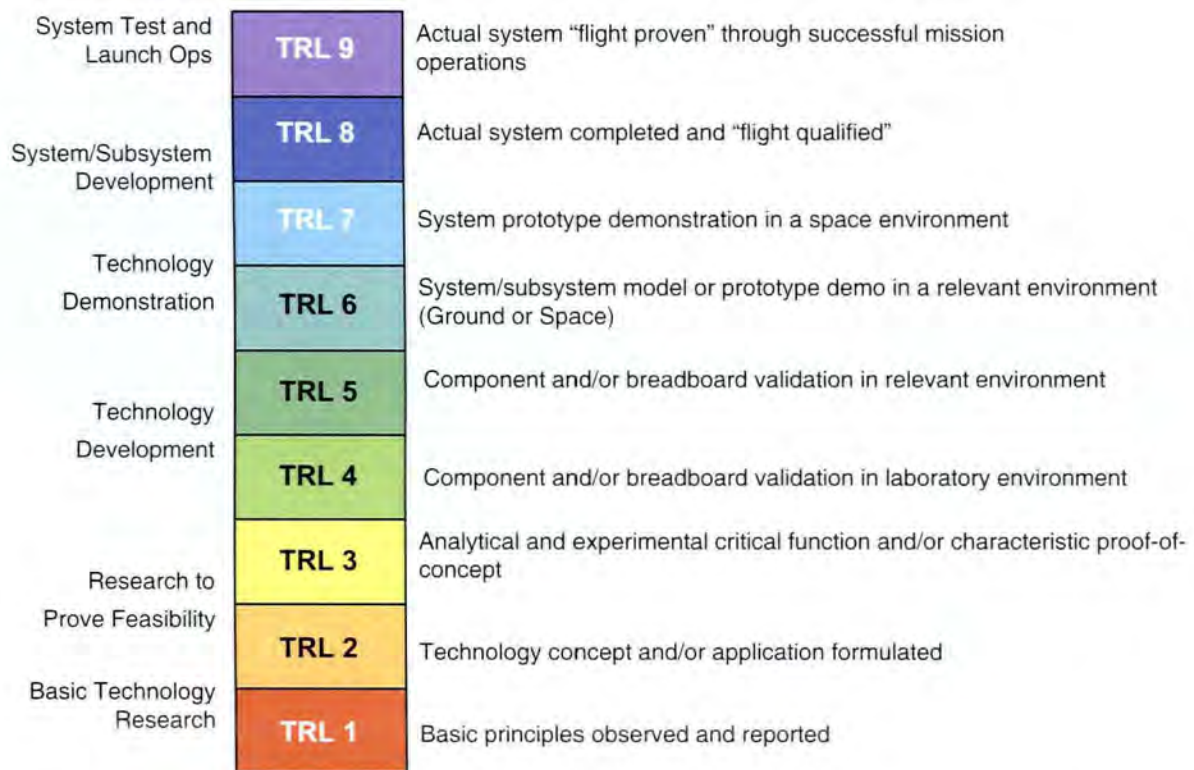 System Test and
Launch Ops
TRL 9
Actual system “flight proven” through successful mission
operations
TRL 8
Actual system completed and “flight qualified”
System/Subsystem
Development
TRL 7
System prototype demonstration in a space environment
Technology
Demonstration
TRL 6
System/subsystem model or prototype demo in a relevant environment
(Ground or Space)
TRL 5
Component and/or breadboard validation in relevant environment
Technology
Development
TRL 4
Component and/or breadboard validation in laboratory environment
TRL 3
Analytical and experimental critical function and/or characteristic proof-of-
concept
Research to
Prove Feasibility
TRL 2
Technology concept and/or application formulated
Basic Technology
Research
TRL 1
Basic principles observed and reported